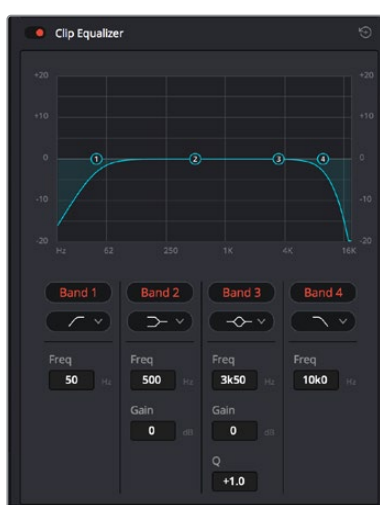 Clip Equalizer
+20 +20
+10 +10
0 1 2 3 4 0
-10 -10
-20 -20
Hz 62 250 1K 4K 16K
Band 1 Band 2 Band 3 Band 4
Freq Freq Freq Freq
50 Hz 500 Hz 3k50 Hz 10k0 Hz
Gain Gain
0 dB 0 dB
Q
+1.0